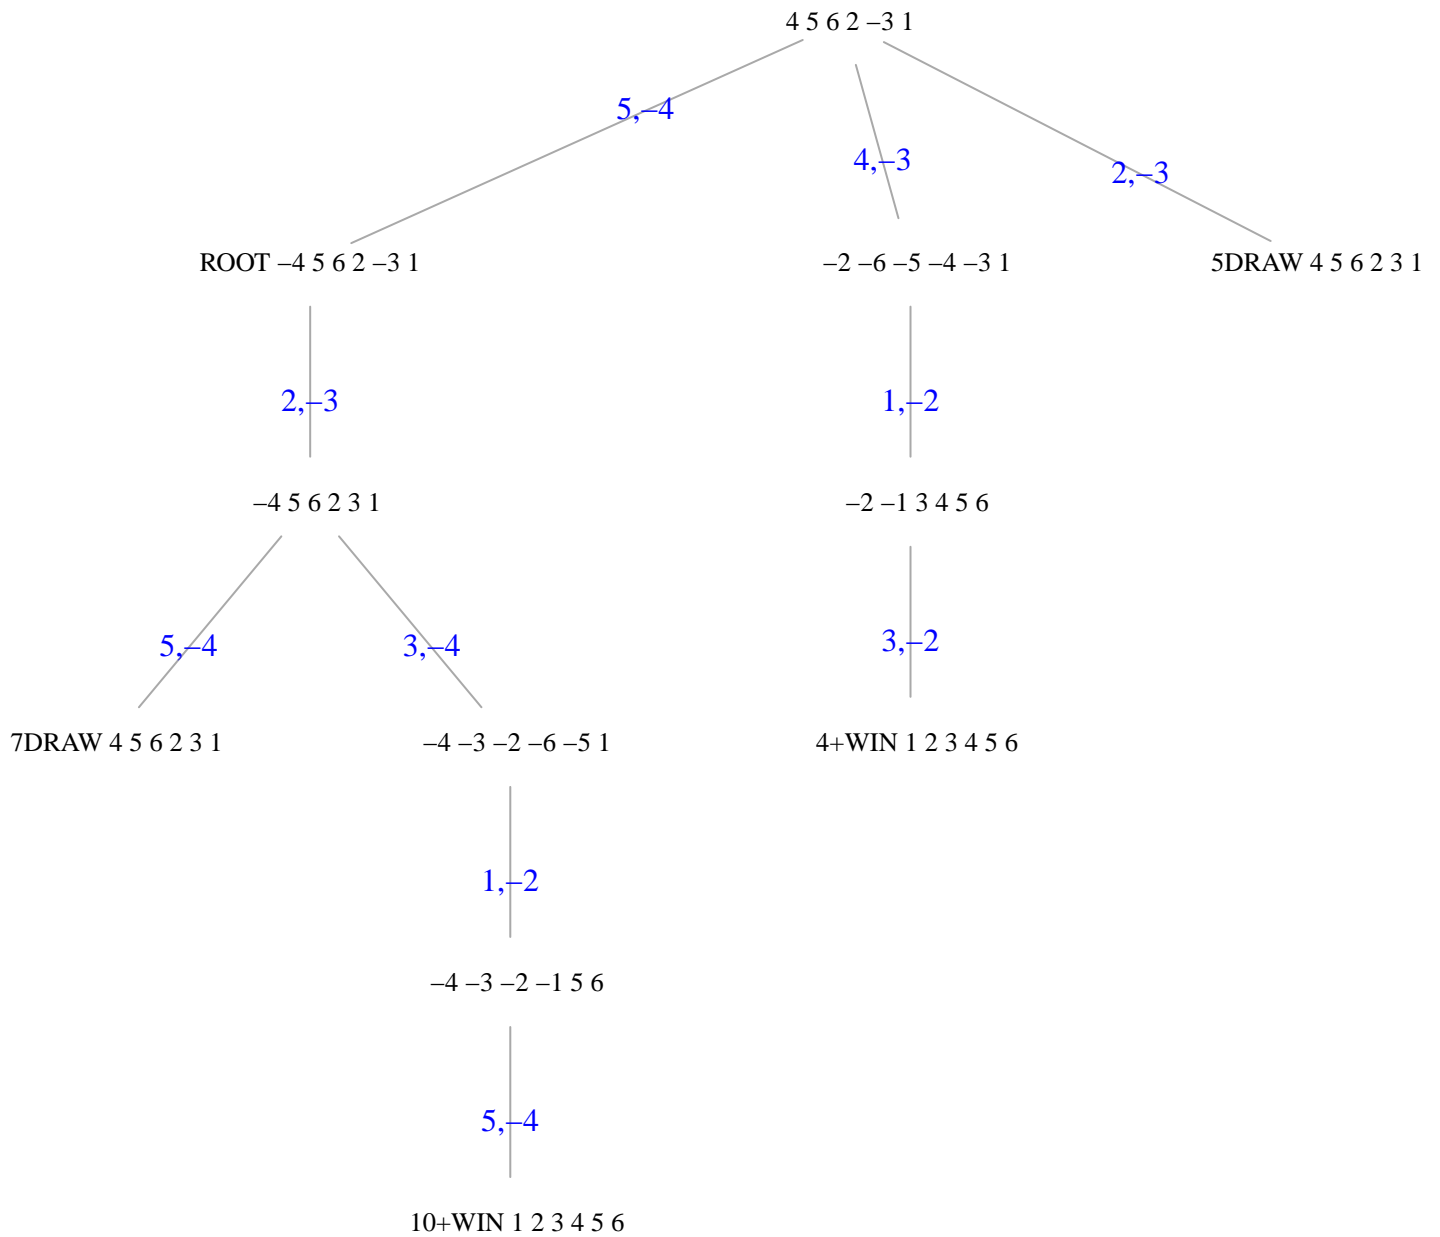 4 5 6 2 –3 1
5,–4
4,–3
2,–3
ROOT –4 5 6 2 –3 1
–2 –6 –5 –4 –3 1
5DRAW 4 5 6 2 3 1
2,–3
1,–2
–4 5 6 2 3 1
–2 –1 3 4 5 6
5,–4
3,–4
3,–2
7DRAW 4 5 6 2 3 1
–4 –3 –2 –6 –5 1
4+WIN 1 2 3 4 5 6
1,–2
–4 –3 –2 –1 5 6
5,–4
10+WIN 1 2 3 4 5 6